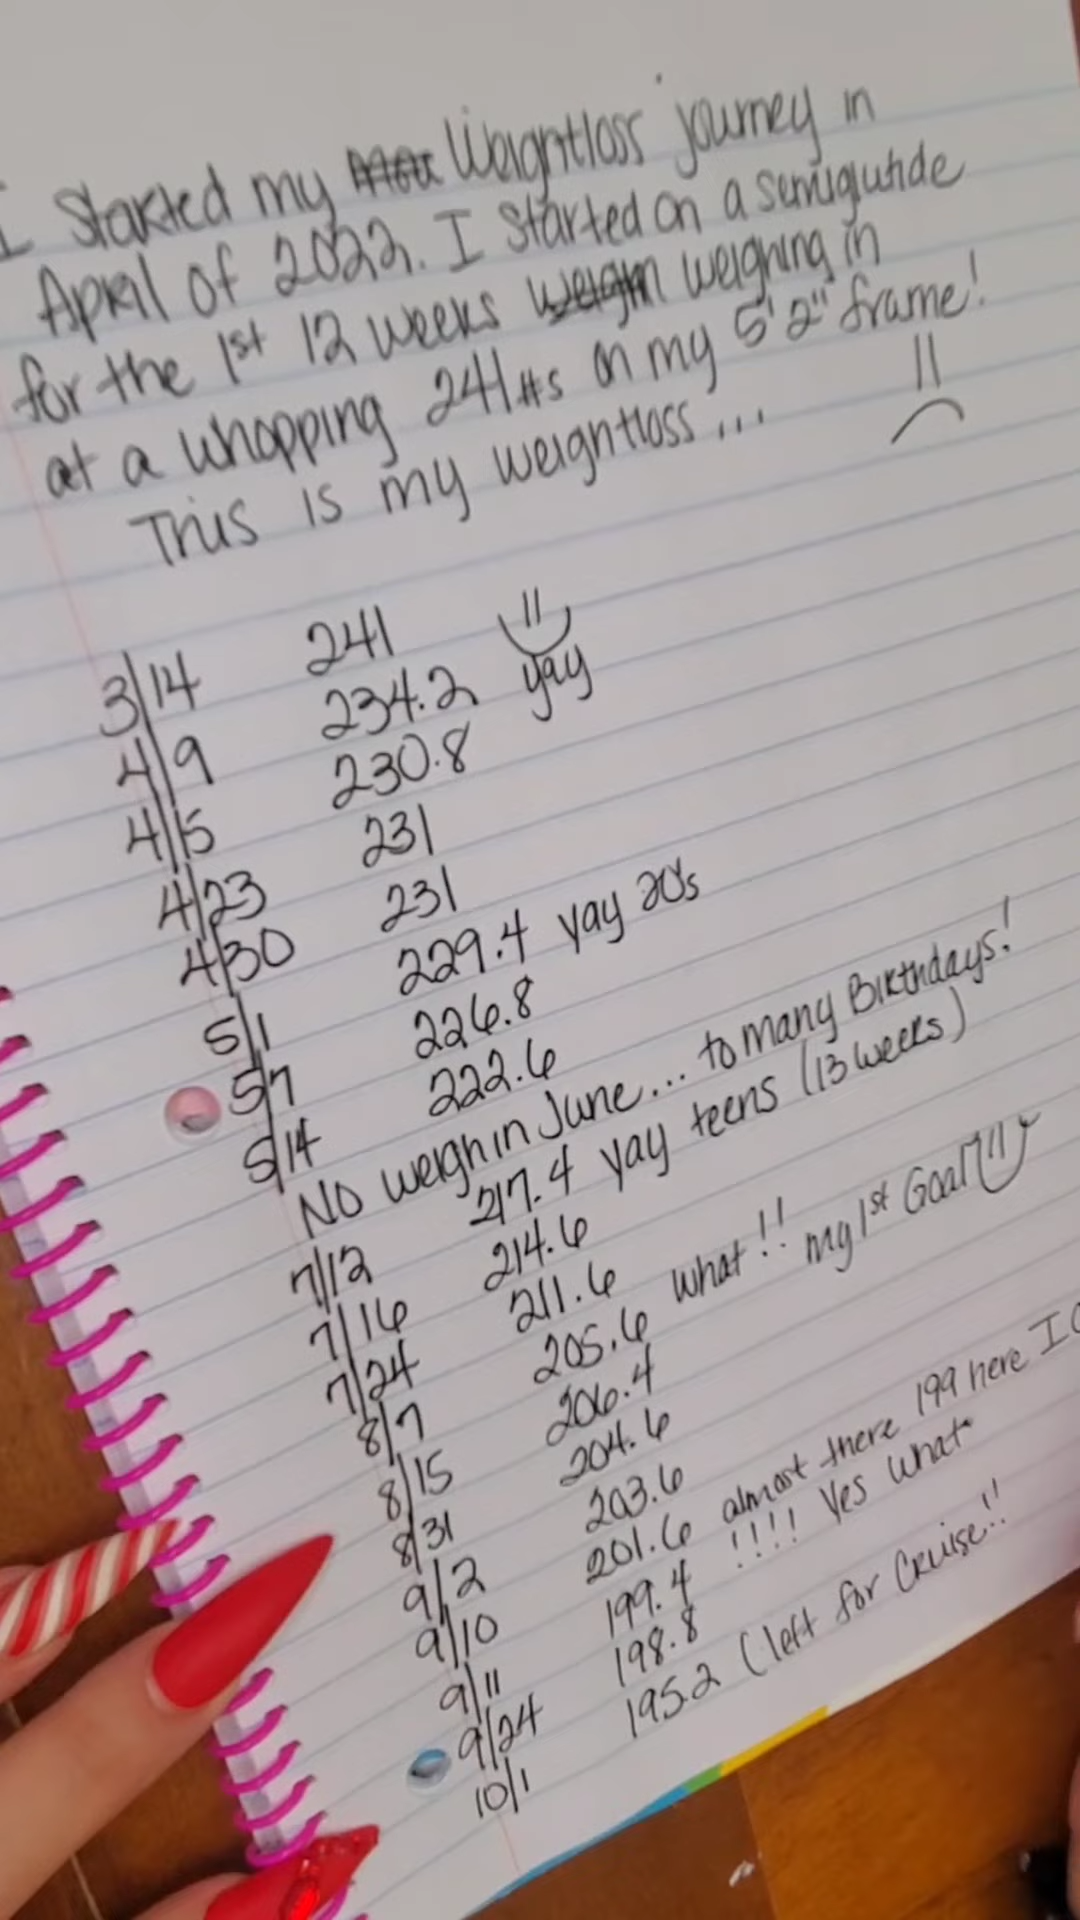 I started my Weightloss journey in
April of 2022. I started on a semigutide
for the 1st 12 weeks weighing in
at a whopping 241#s on my 5'2" frame!
This is my weightloss...
3/14 241
4/9 234.2 yay
4/15 230.8
4/23 231
4/30 231
5/1 229.4 yay 20's
5/7 226.8
5/14 222.6
NO weigh in June... to many Birthdays!
7/12 217.4 yay teens (13 weeks)
7/16 214.6
7/24 211.6
8/7 205.6 what!! my 1st Goal
8/15 206.4
8/31 204.6
9/2 203.6
9/10 201.6 almost there 199 here I
9/11 199.4 !!!! Yes what
9/24 198.8
10/1 195.2 (left for Cruise!!